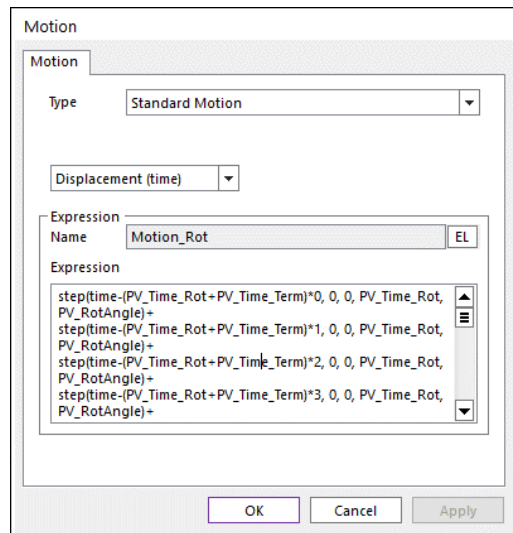 Motion
Motion
Type
Standard Motion
Displacement (time)
Expression
Name
Motion_Rot
EL
Expression
step(time-(PV_Time_Rot+PV_Time_Term)*0, 0, 0, PV_Time_Rot,
PV_RotAngle)+
step(time-(PV_Time_Rot+PV_Time_Term)*1, 0, 0, PV_Time_Rot,
PV_RotAngle)+
step(time-(PV_Time_Rot+PV_Time_Term)*2, 0, 0, PV_Time_Rot,
PV_RotAngle)+
step(time-(PV_Time_Rot+PV_Time_Term)*3, 0, 0, PV_Time_Rot,
PV_RotAngle)+
OK
Cancel
Apply